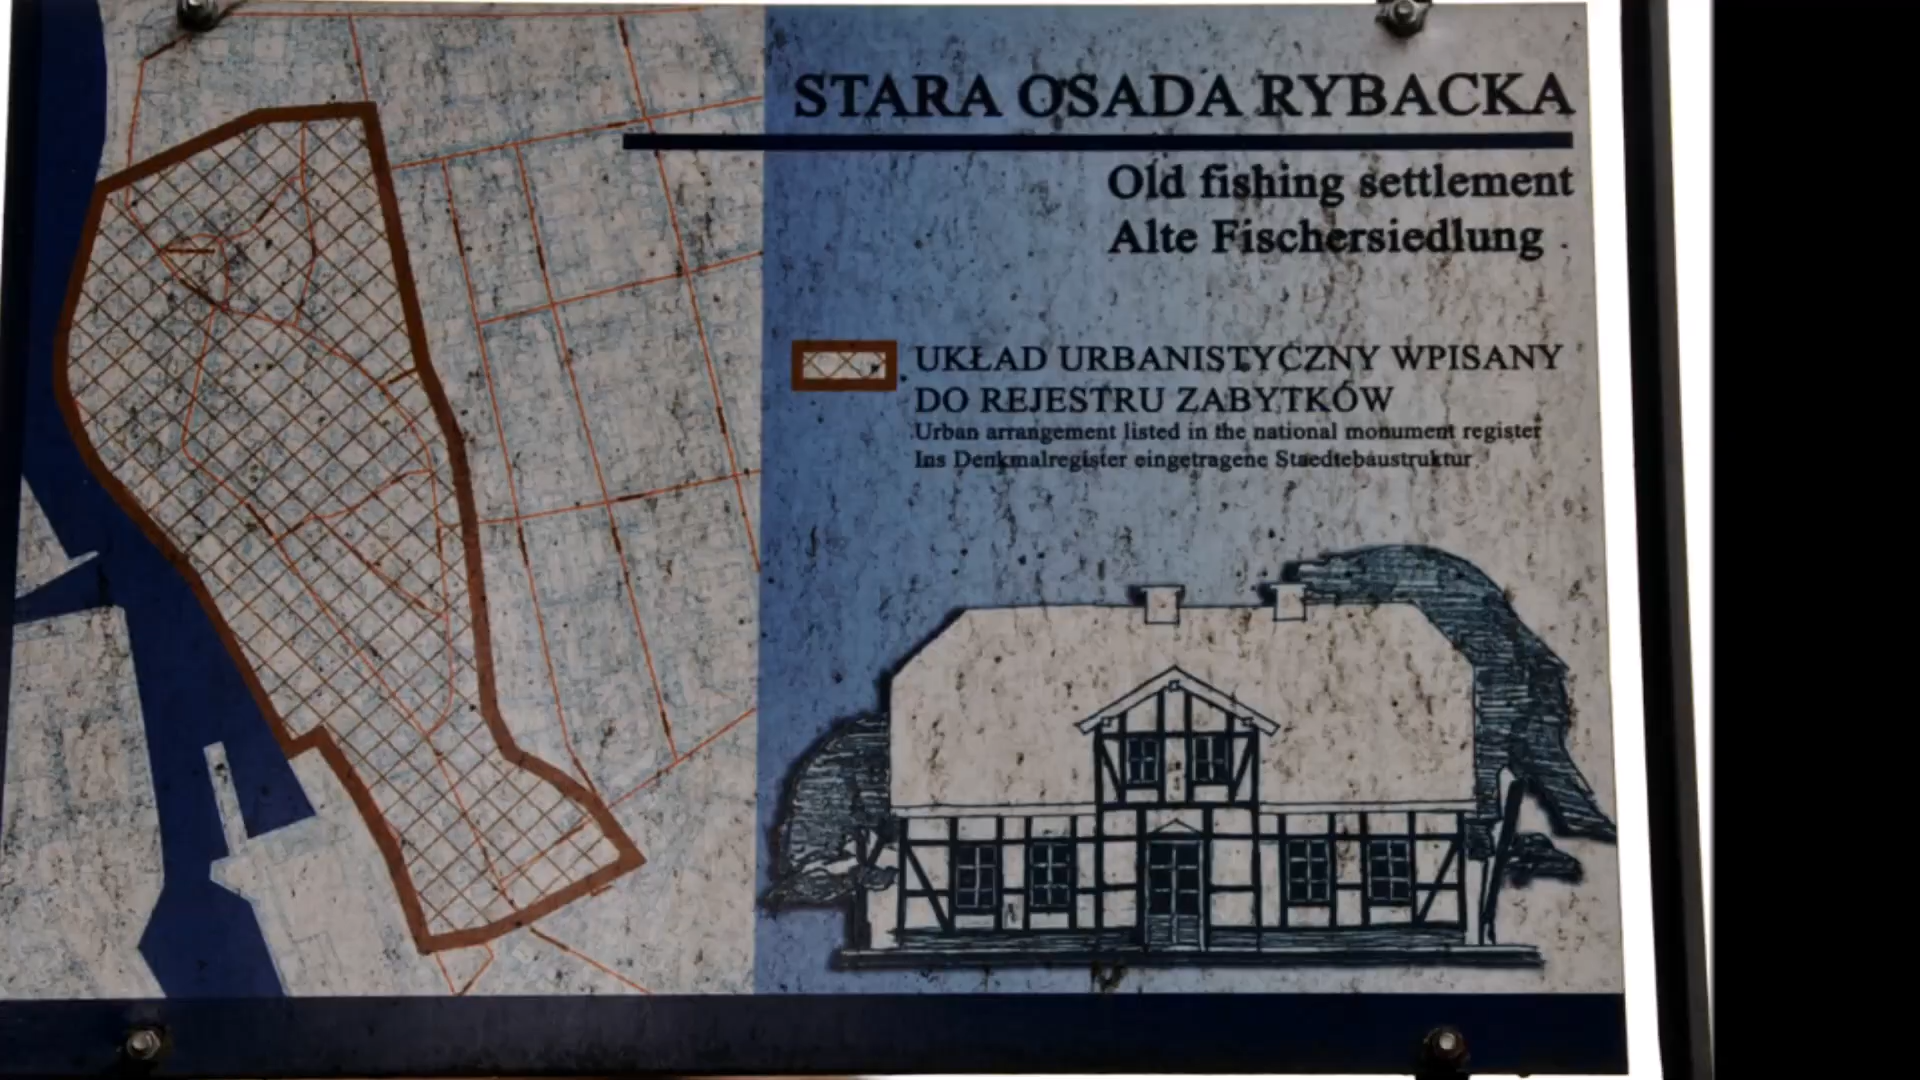 STARA OSADA RYBACKA
Old fishing settlement
Alte Fischersiedlung
UKŁAD URBANISTYCZNY WPISANY
DO REJESTRU ZABYTKÓW
Urban arrangement listed in the national monument register
Ins Denkmalregister eingetragene Staedtebaustruktur